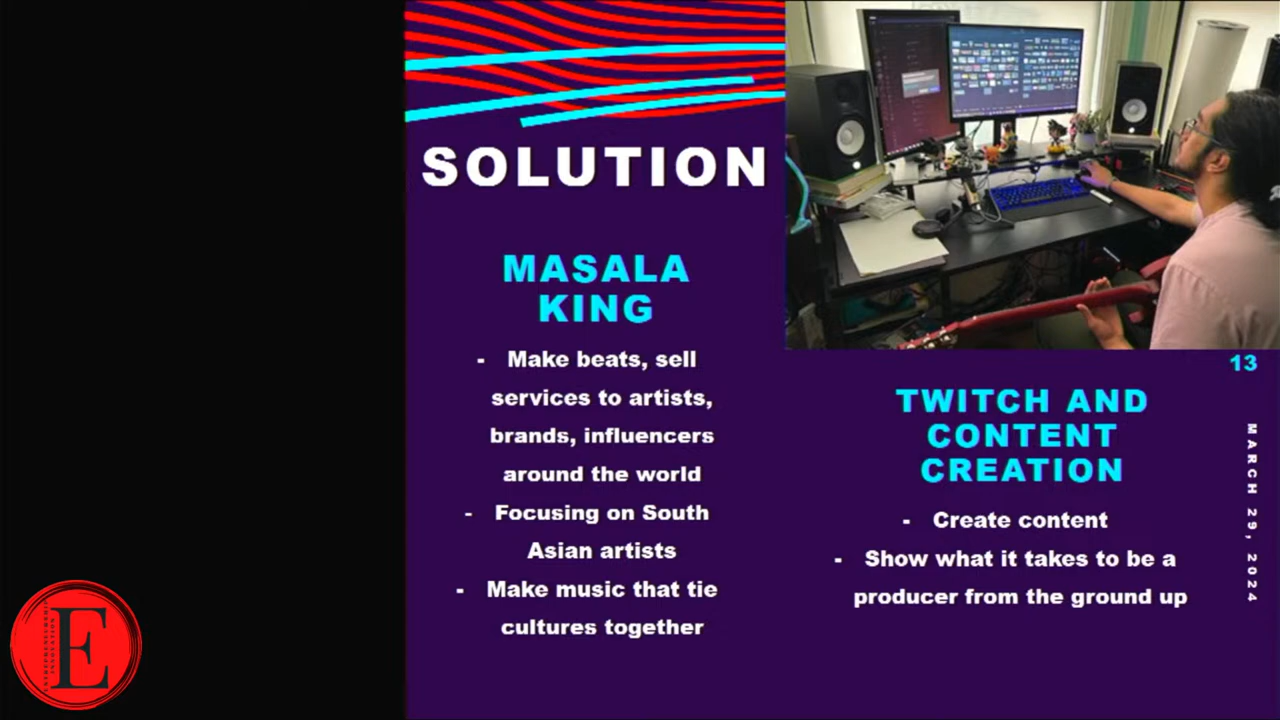 SOLUTION
MASALA
KING
- Make beats, sell
services to artists,
brands, influencers
around the world
- Focusing on South
Asian artists
- Make music that tie
cultures together
13
TWITCH AND
CONTENT
CREATION
- Create content
- Show what it takes to be a
producer from the ground up
MARCH 29, 2024
E